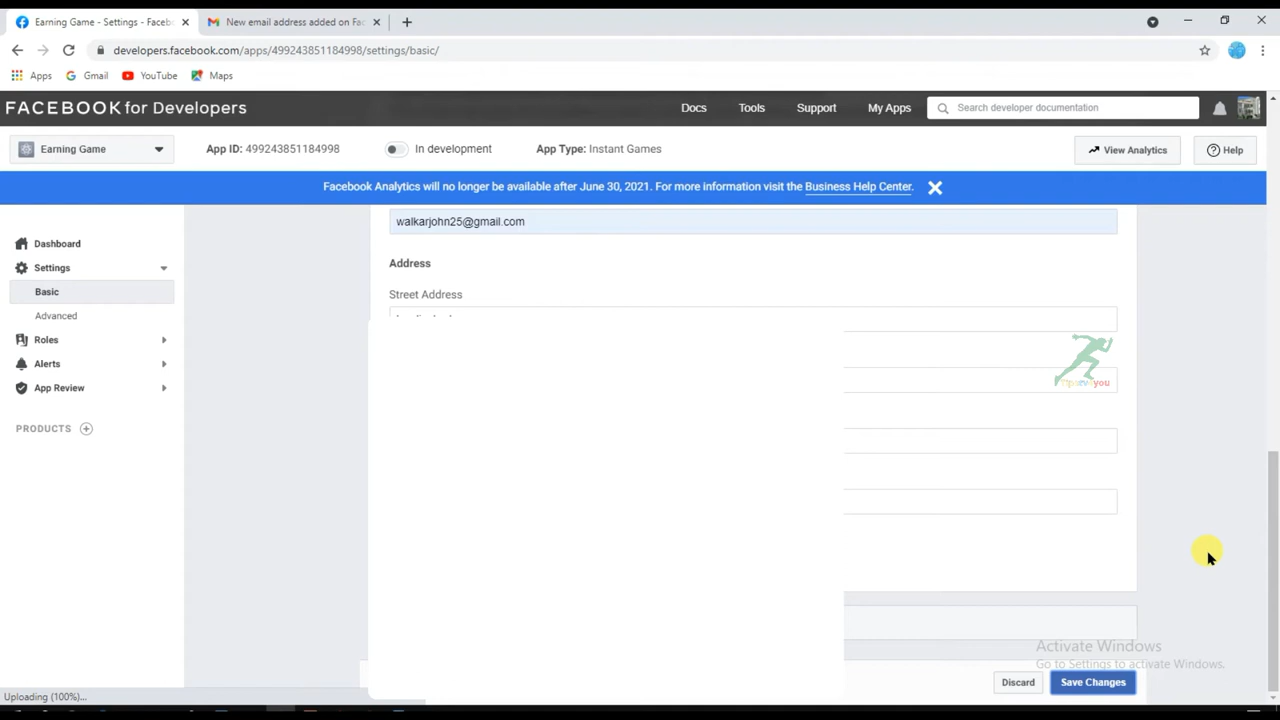 Earning Game - Settings - Faceb
New email address added on Fac
developers.facebook.com/apps/499243851184998/settings/basic/
Apps
Gmail
YouTube
Maps
FACEBOOK for Developers
Docs
Tools
Support
My Apps
Search developer documentation
Earning Game
App ID: 499243851184998
In development
App Type: Instant Games
View Analytics
Help
Facebook Analytics will no longer be available after June 30, 2021. For more information visit the Business Help Center.
Dashboard
Settings
Basic
Advanced
Roles
Alerts
App Review
PRODUCTS
walkarjohn25@gmail.com
Address
Street Address
Activate Windows
Go to Settings to activate Windows.
Discard
Save Changes
Uploading (100%)...